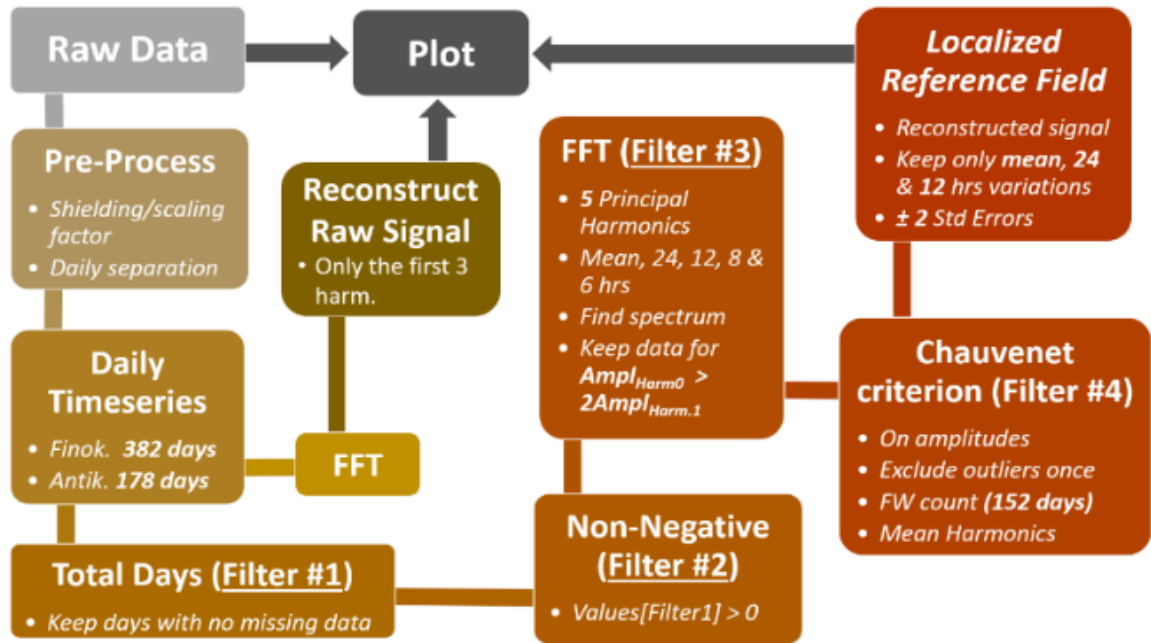 Raw Data
Plot
Localized
Reference Field
• Reconstructed signal
• Keep only mean, 24
& 12 hrs variations
• ± 2 Std Errors
Pre-Process
• Shielding/scaling
factor
• Daily separation
Reconstruct
Raw Signal
• Only the first 3
harm.
FFT (Filter #3)
• 5 Principal
Harmonics
• Mean, 24, 12, 8 &
6 hrs
• Find spectrum
• Keep data for
Ampl_Harm0 >
2Ampl_Harm.1
Daily
Timeseries
• Finok. 382 days
• Antik. 178 days
FFT
Chauvenet
criterion (Filter #4)
• On amplitudes
• Exclude outliers once
• FW count (152 days)
• Mean Harmonics
Total Days (Filter #1)
• Keep days with no missing data
Non-Negative
(Filter #2)
• Values[Filter1] > 0